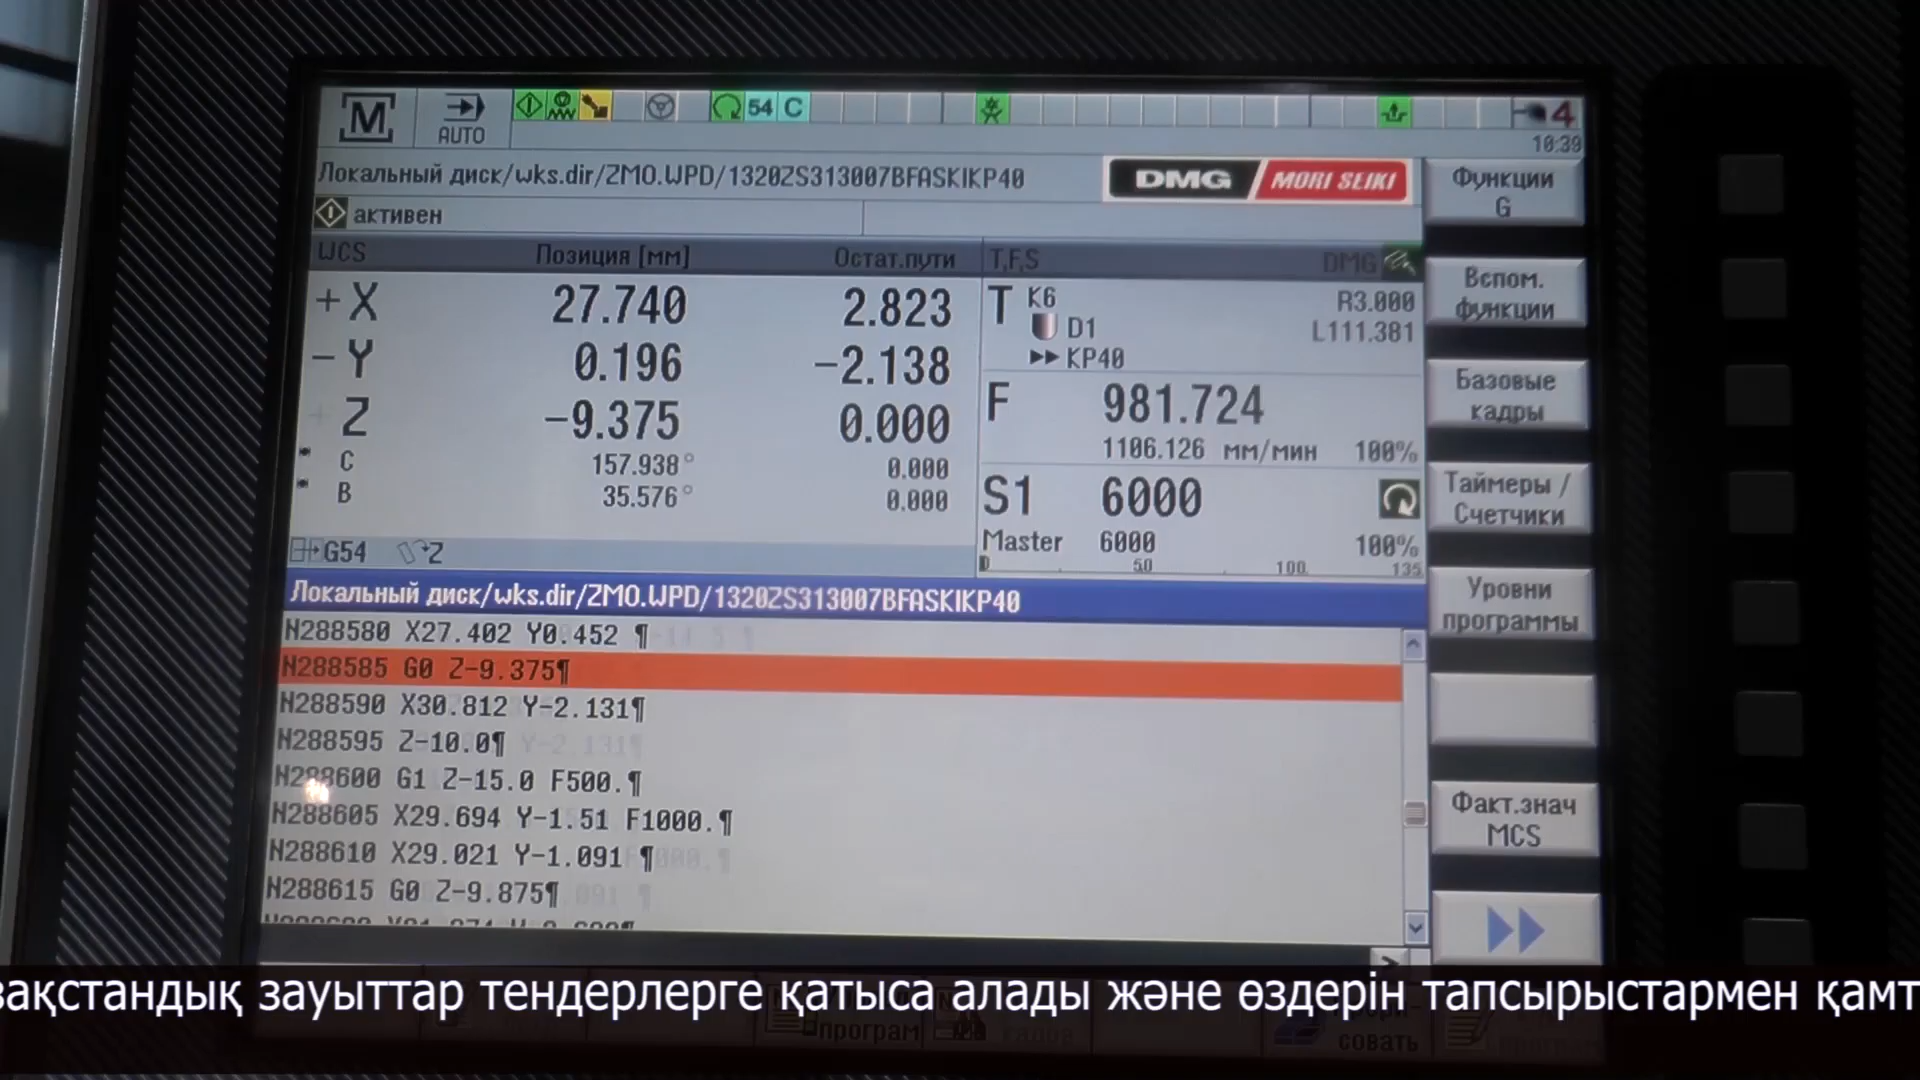 M
AUTO
54 C
4
10:39
Локальный диск/wks.dir/ZMO.WPD/1320ZS313007BFASKIKP40
DMG MORI SEIKI
активен
WCS Позиция [мм] Остат.пути
+ X 27.740 2.823
- Y 0.196 -2.138
Z -9.375 0.000
C 157.938° 0.000
B 35.576° 0.000
G54 Z
T,F,S DMG
T K6 R3.000
D1 L111.381
KP40
F 981.724
1106.126 мм/мин 100%
S1 6000
Master 6000 100%
0 50 100 135
Локальный диск/wks.dir/ZMO.WPD/1320ZS313007BFASKIKP40
N288580 X27.402 Y0.452 ¶
N288585 G0 Z-9.375¶
N288590 X30.812 Y-2.131¶
N288595 Z-10.0¶
N288600 G1 Z-15.0 F500.¶
N288605 X29.694 Y-1.51 F1000.¶
N288610 X29.021 Y-1.091 ¶
N288615 G0 Z-9.875¶
Функции
G
Вспом.
функции
Базовые
кадры
Таймеры /
Счетчики
Уровни
программы
Факт.знач
MCS
зақстандық зауыттар тендерлерге қатыса алады және өздерін тапсырыстармен қамт
програм
совать